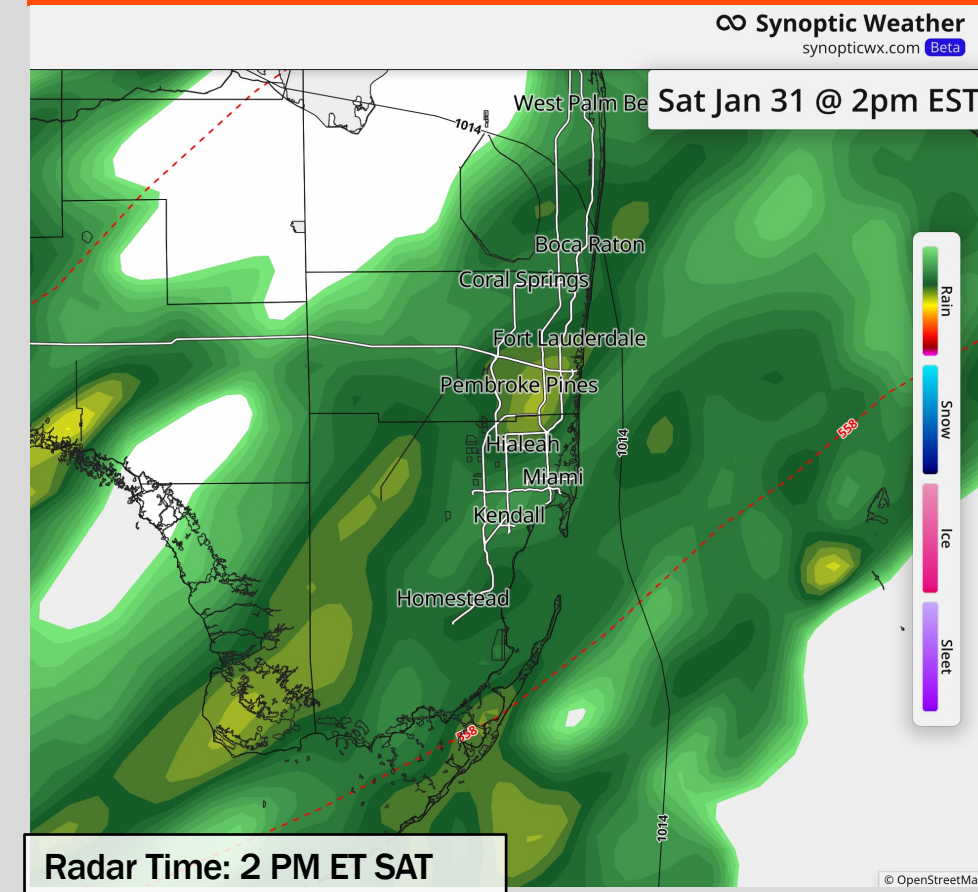 Synoptic Weather
synopticwx.com Beta
Sat Jan 31 @ 2pm EST
West Palm Be
1014
Boca Raton
Coral Springs
Fort Lauderdale
Pembroke Pines
Hialeah
Miami
Kendall
Homestead
1014
558
558
1014
Rain
Snow
Ice
Sleet
Radar Time: 2 PM ET SAT
© OpenStreetMa